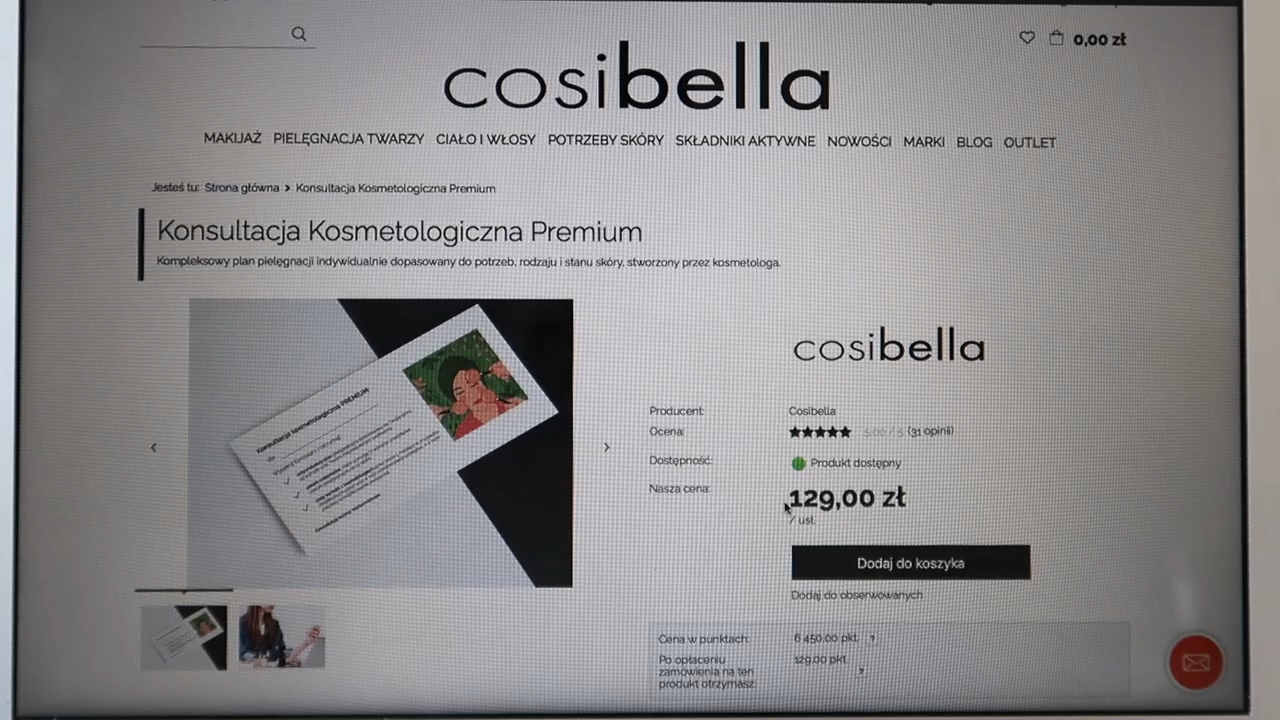 0,00 zł
cosibella
MAKIJAŻ PIELĘGNACJA TWARZY CIAŁO I WŁOSY POTRZEBY SKÓRY SKŁADNIKI AKTYWNE NOWOŚCI MARKI BLOG OUTLET
Jesteś tu: Strona główna > Konsultacja Kosmetologiczna Premium
Konsultacja Kosmetologiczna Premium
Kompleksowy plan pielęgnacji indywidualnie dopasowany do potrzeb, rodzaju i stanu skóry, stworzony przez kosmetologa.
cosibella
Konsultacja Kosmetologiczna PREMIUM
Producent: Cosibella
Ocena: 5.00 / 5 (31 opinii)
Dostępność: Produkt dostępny
Nasza cena: 129,00 zł
/ usł.
Dodaj do koszyka
Dodaj do obserwowanych
Cena w punktach: 6 450.00 pkt. ?
Po opłaceniu 129.00 pkt.
zamówienia na ten ?
produkt otrzymasz: